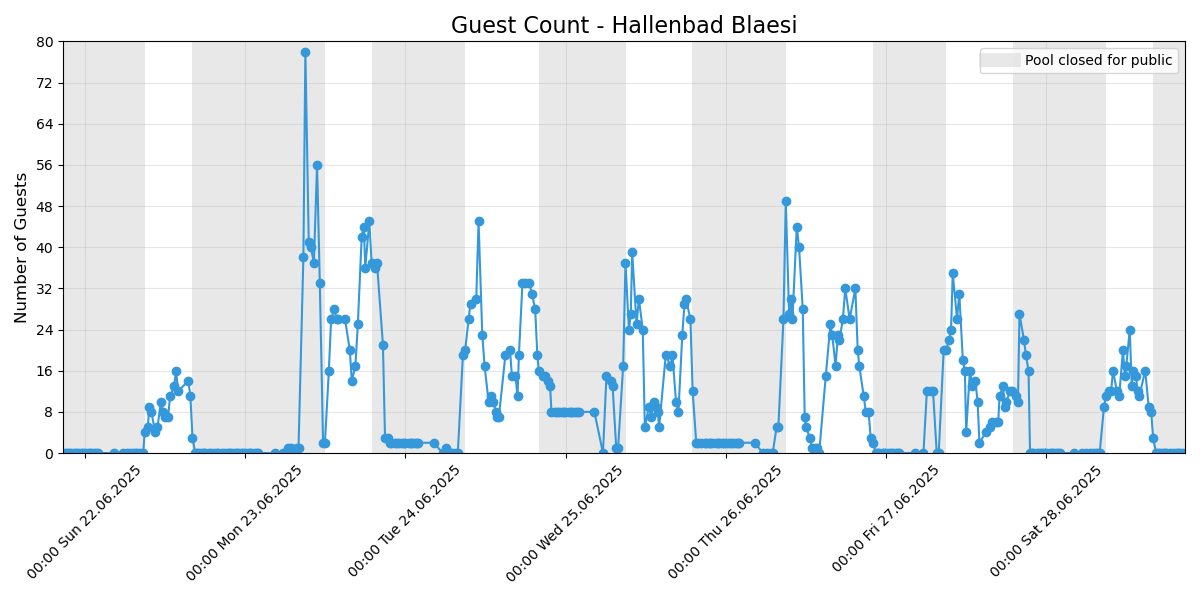 Guest Count - Hallenbad Blaesi
Pool closed for public
Number of Guests
80
72
64
56
48
40
32
24
16
8
0
00:00 Sun 22.06.2025
00:00 Mon 23.06.2025
00:00 Tue 24.06.2025
00:00 Wed 25.06.2025
00:00 Thu 26.06.2025
00:00 Fri 27.06.2025
00:00 Sat 28.06.2025